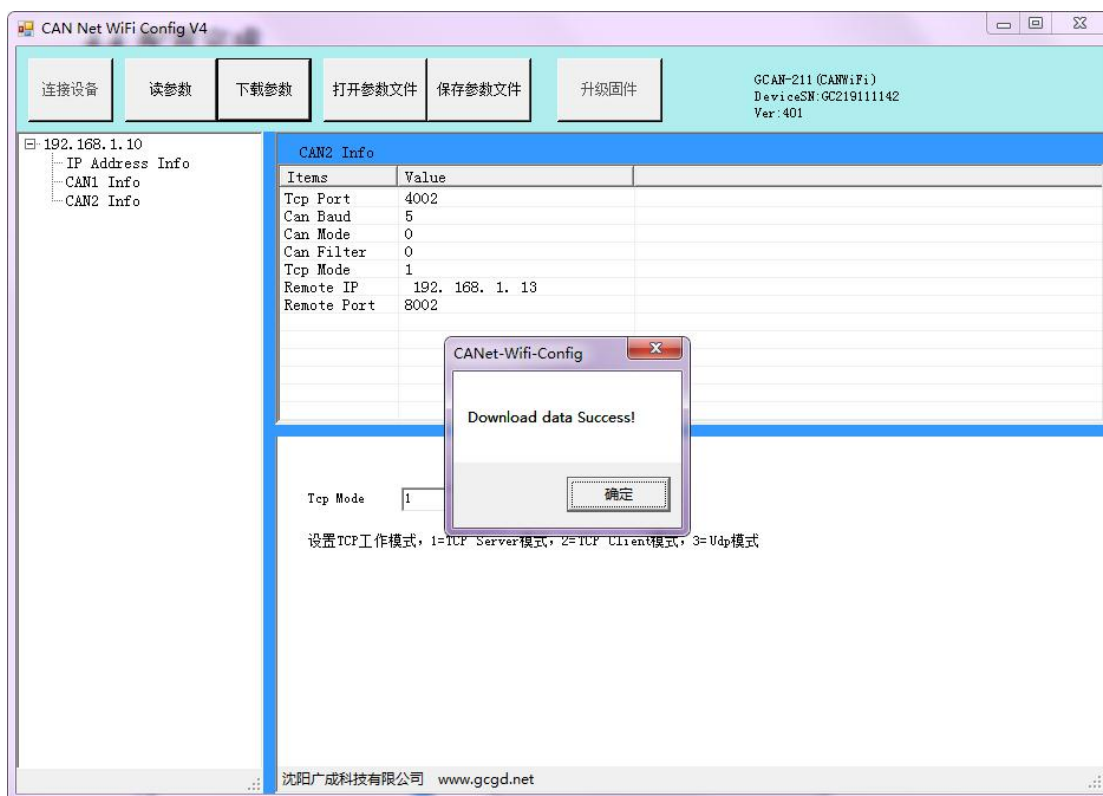 CAN Net WiFi Config V4
连接设备 读参数 下载参数 打开参数文件 保存参数文件 升级固件
GCAN-211(CANWiFi)
DeviceSN:GC219111142
Ver:401
192.168.1.10
IP Address Info
CAN1 Info
CAN2 Info
CAN2 Info
Items Value
Tcp Port 4002
Can Baud 5
Can Mode 0
Can Filter 0
Tcp Mode 1
Remote IP 192. 168. 1. 13
Remote Port 8002
CANet-Wifi-Config
Download data Success!
确定
Tcp Mode 1
设置TCP工作模式，1=TCP Server模式，2=TCP Client模式，3=Udp模式
沈阳广成科技有限公司 www.gcgd.net